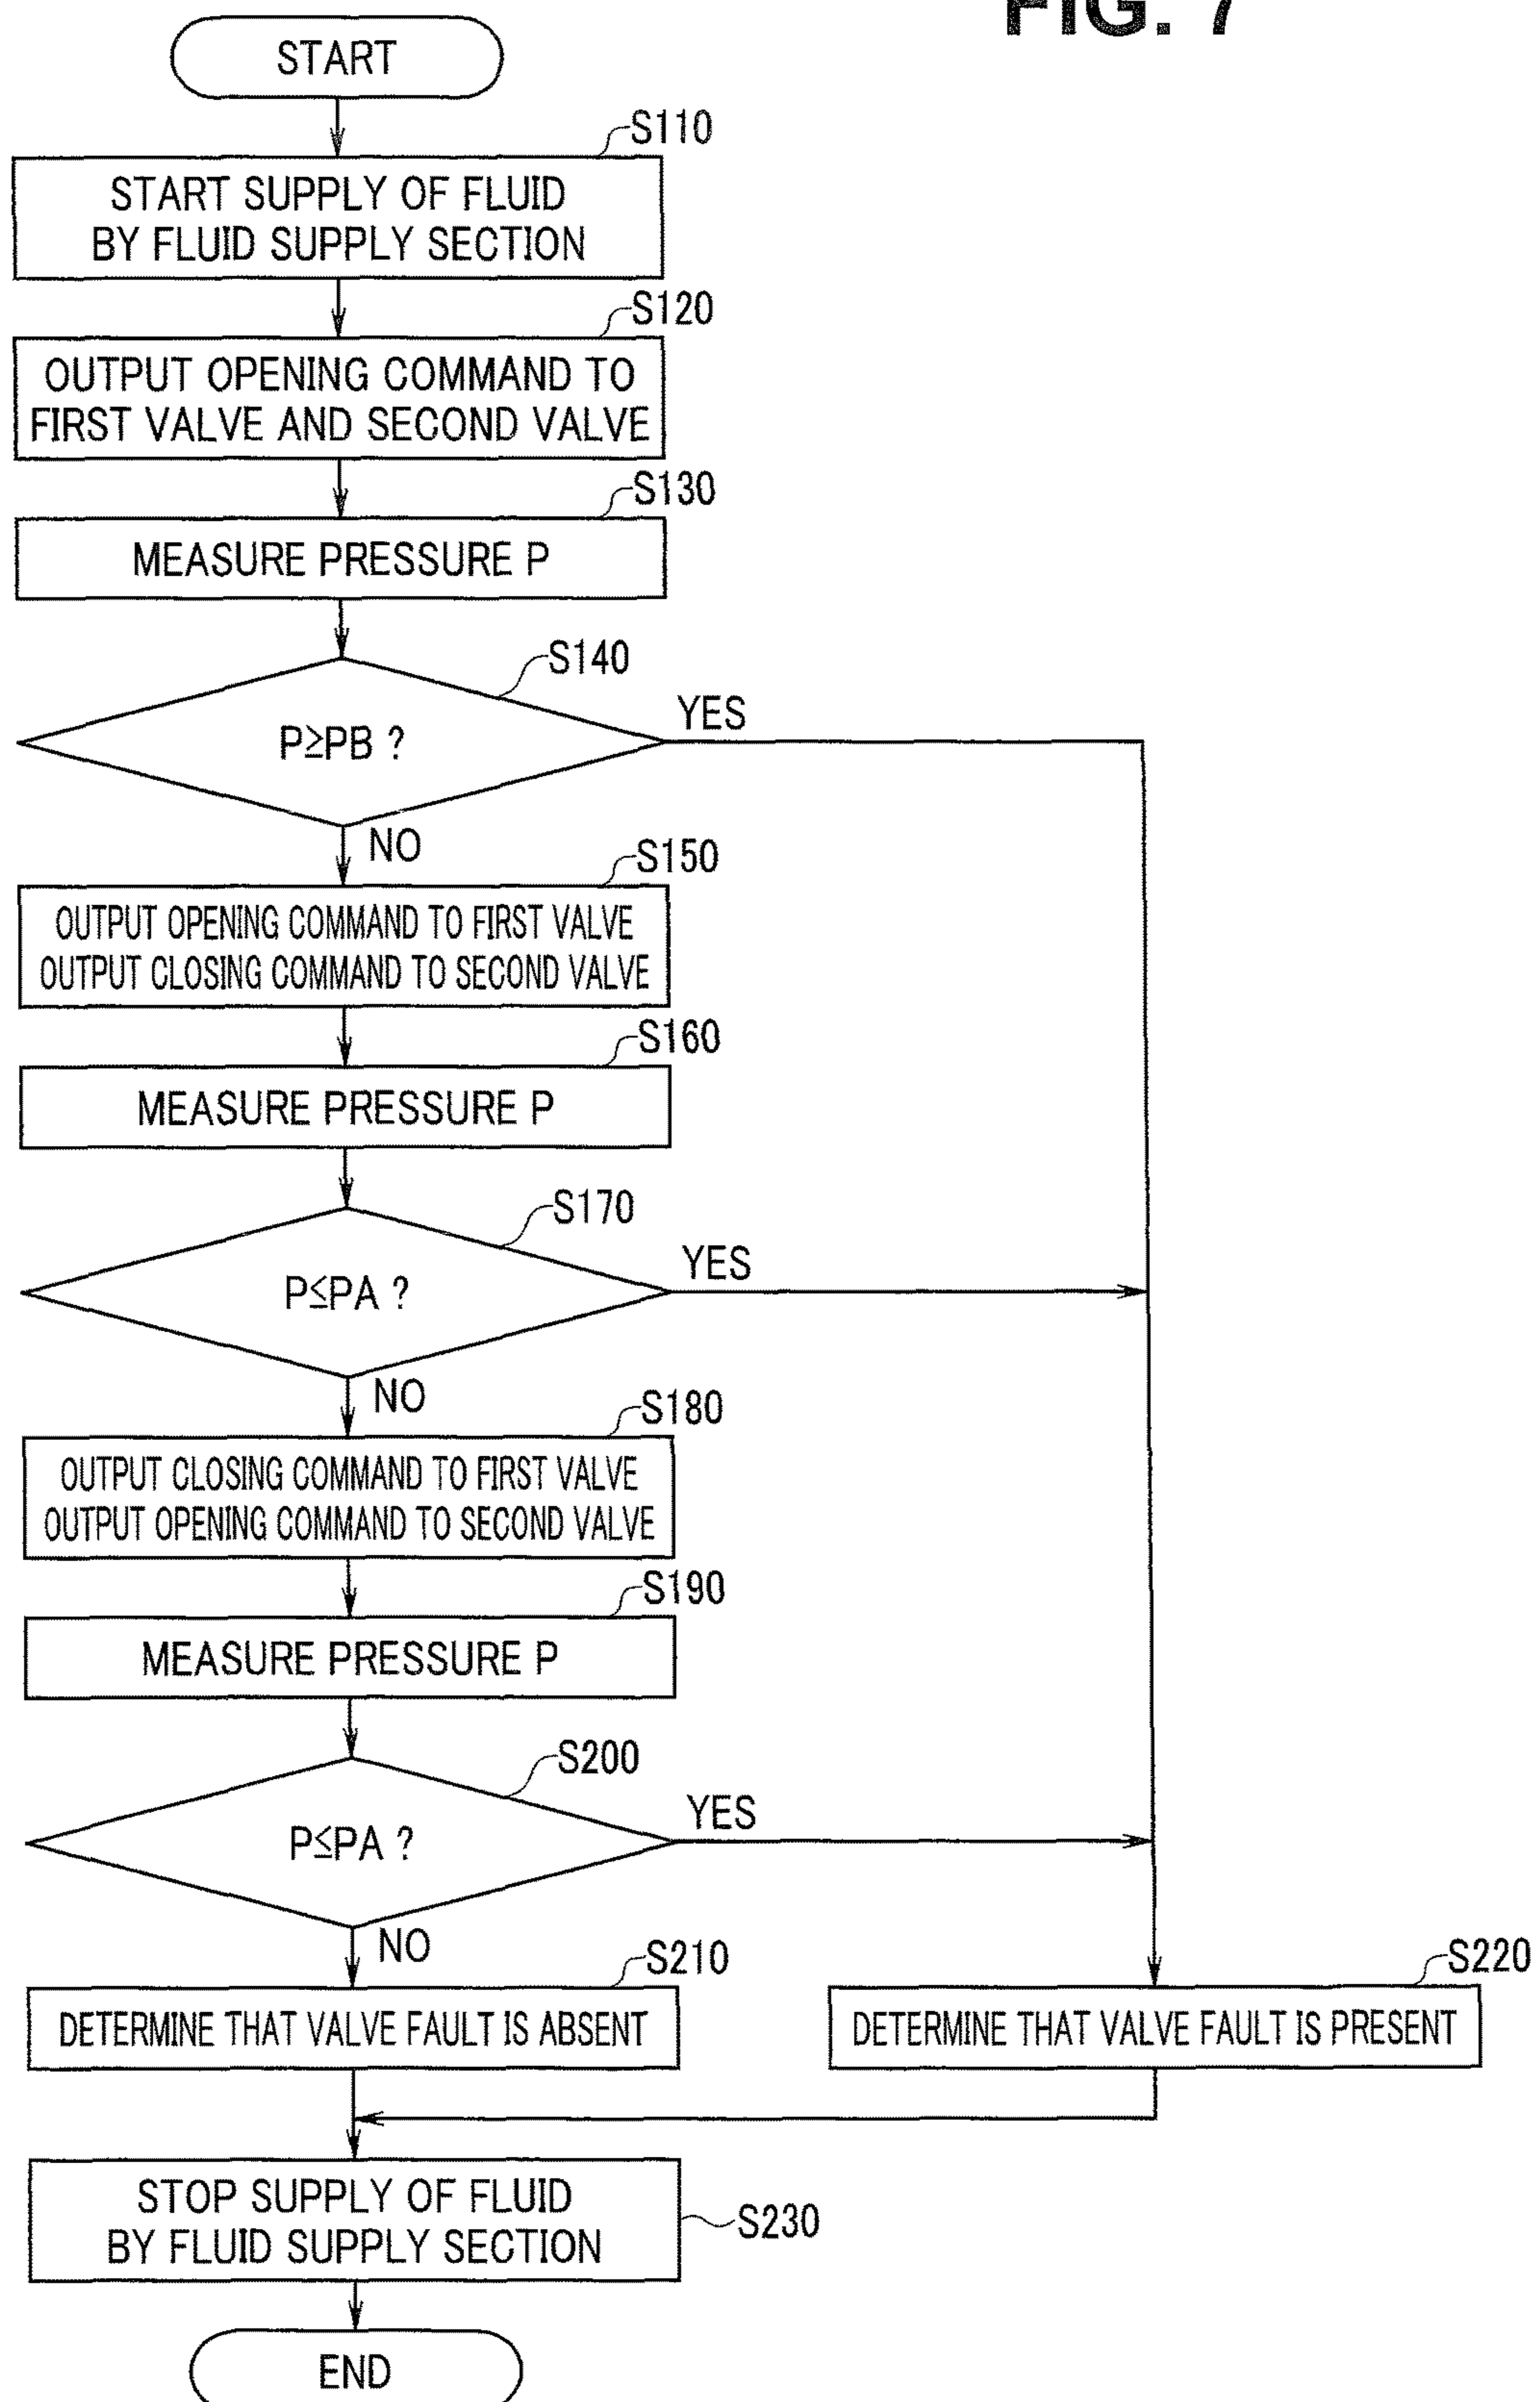 FIG. 7
START
S110
START SUPPLY OF FLUID
BY FLUID SUPPLY SECTION
S120
OUTPUT OPENING COMMAND TO
FIRST VALVE AND SECOND VALVE
S130
MEASURE PRESSURE P
S140
P≥PB ?
YES
NO
S150
OUTPUT OPENING COMMAND TO FIRST VALVE
OUTPUT CLOSING COMMAND TO SECOND VALVE
S160
MEASURE PRESSURE P
S170
P≤PA ?
YES
NO
S180
OUTPUT CLOSING COMMAND TO FIRST VALVE
OUTPUT OPENING COMMAND TO SECOND VALVE
S190
MEASURE PRESSURE P
S200
P≤PA ?
YES
NO
S210
DETERMINE THAT VALVE FAULT IS ABSENT
S220
DETERMINE THAT VALVE FAULT IS PRESENT
STOP SUPPLY OF FLUID
BY FLUID SUPPLY SECTION
S230
END